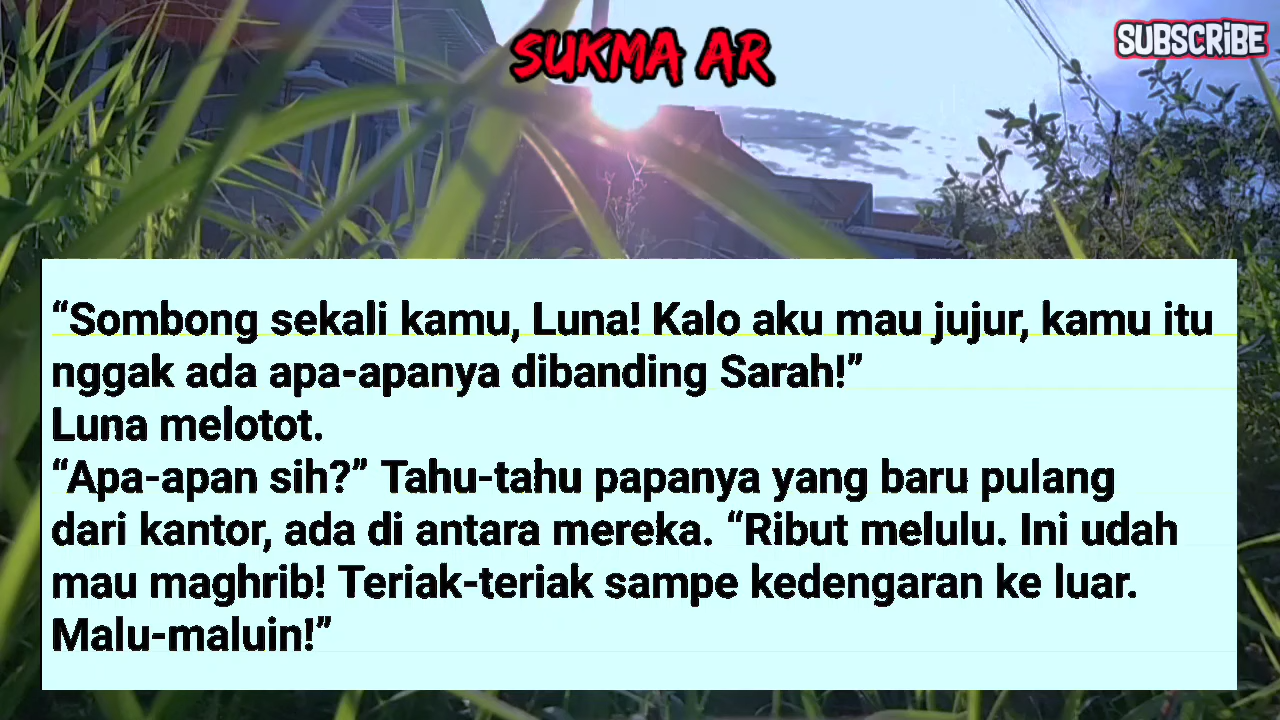 SUKMA AR
SUBSCRiBE
“Sombong sekali kamu, Luna! Kalo aku mau jujur, kamu itu
nggak ada apa-apanya dibanding Sarah!”
Luna melotot.
“Apa-apan sih?” Tahu-tahu papanya yang baru pulang
dari kantor, ada di antara mereka. “Ribut melulu. Ini udah
mau maghrib! Teriak-teriak sampe kedengaran ke luar.
Malu-maluin!”